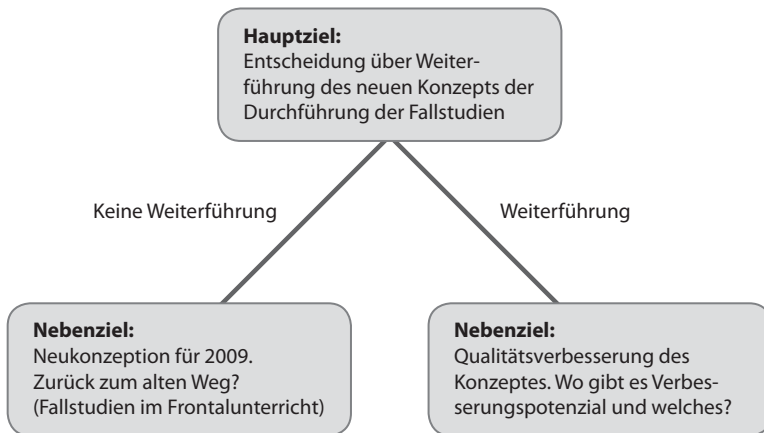 Hauptziel:
Entscheidung über Weiter-
führung des neuen Konzepts der
Durchführung der Fallstudien
Keine Weiterführung
Weiterführung
Nebenziel:
Neukonzeption für 2009.
Zurück zum alten Weg?
(Fallstudien im Frontalunterricht)
Nebenziel:
Qualitätsverbesserung des
Konzeptes. Wo gibt es Verbes-
serungspotenzial und welches?